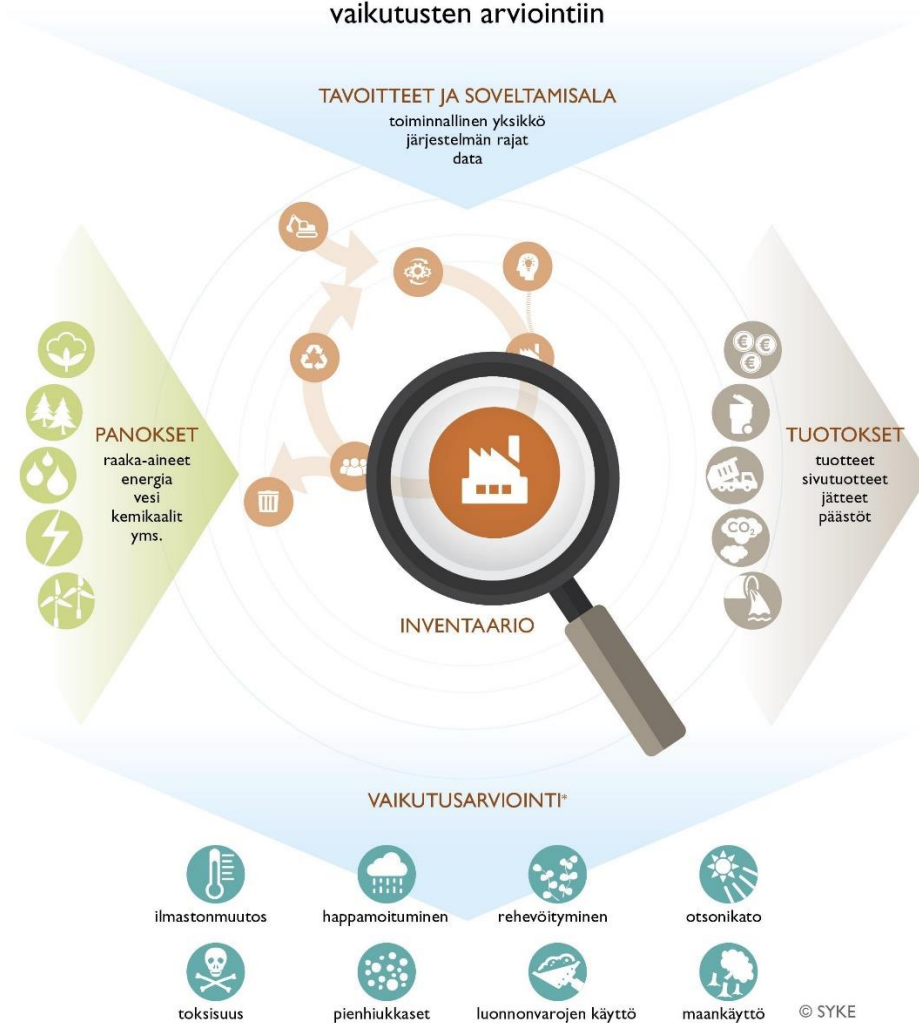 vaikutusten arviointiin
TAVOITTEET JA SOVELTAMISALA
toiminnallinen yksikkö
järjestelmän rajat
data
PANOKSET
raaka-aineet
energia
vesi
kemikaalit
yms.
TUOTOKSET
tuotteet
sivutuotteet
jätteet
päästöt
CO₂
INVENTAARIO
VAIKUTUSARVIOINTI*
ilmastonmuutos
happamoituminen
rehevöityminen
otsonikato
toksisuus
pienhiukkaset
luonnonvarojen käyttö
maankäyttö
© SYKE